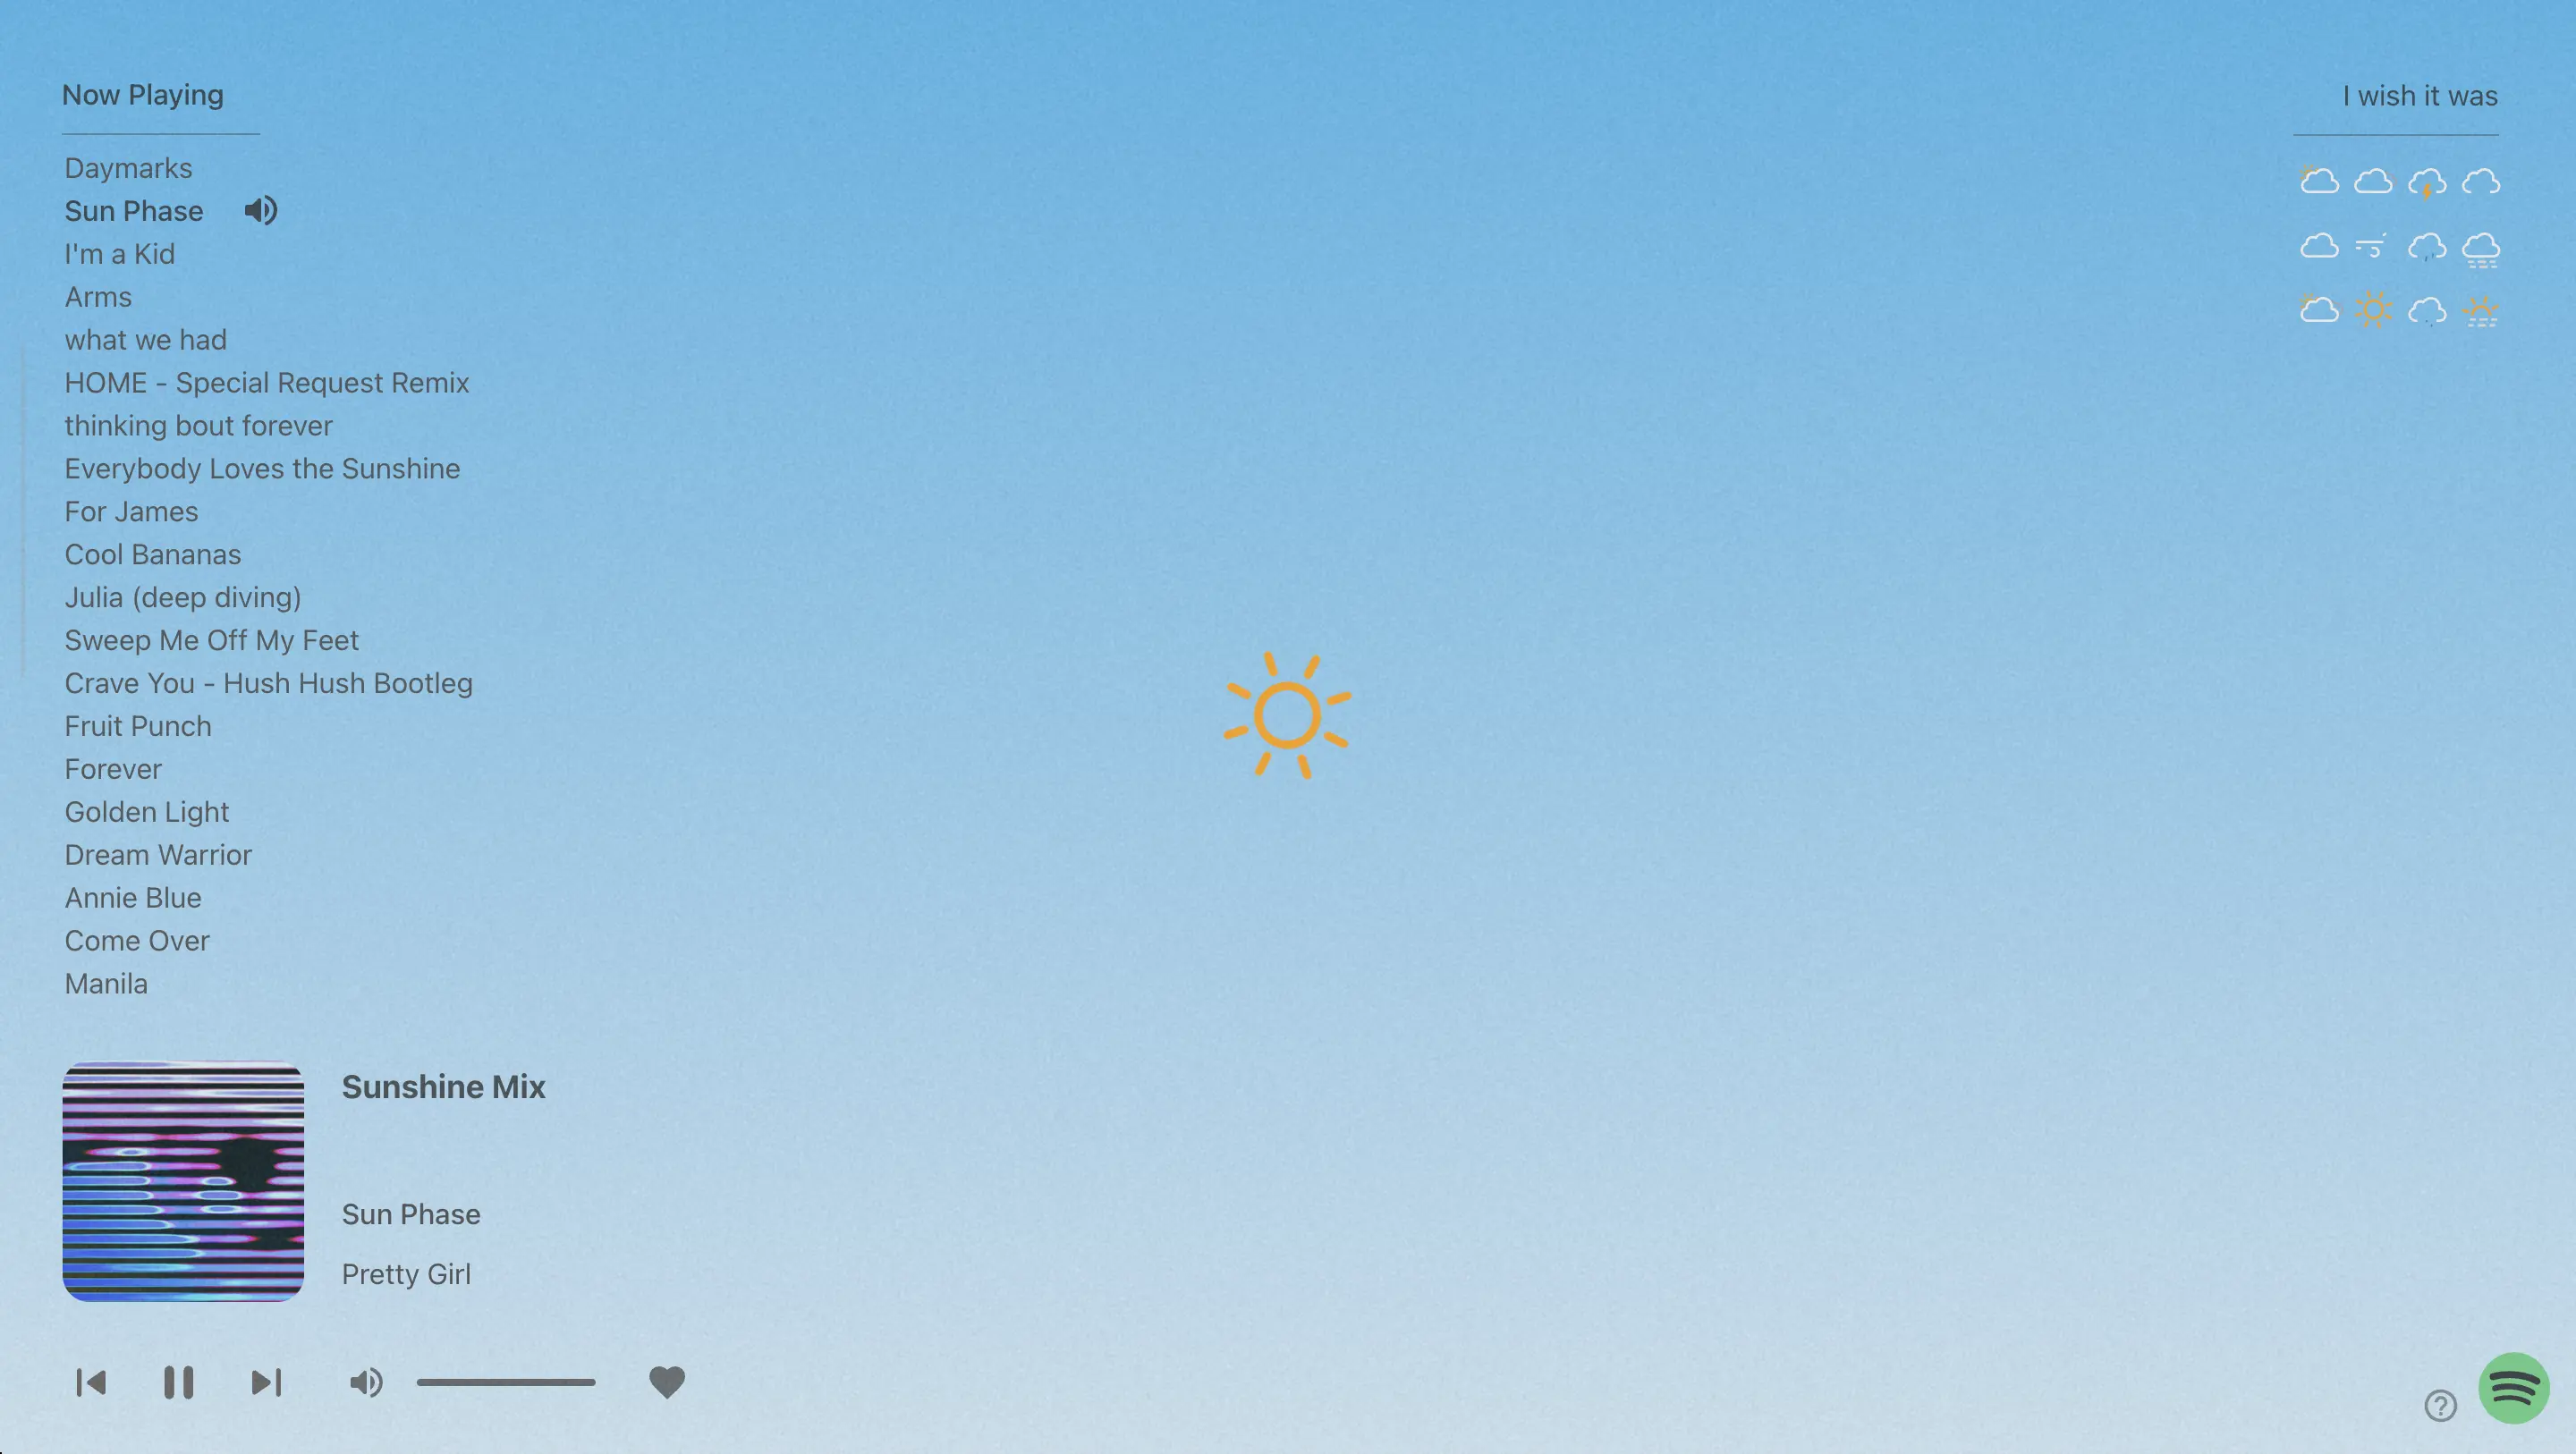 Now Playing
Daymarks
Sun Phase
I'm a Kid
Arms
what we had
HOME - Special Request Remix
thinking bout forever
Everybody Loves the Sunshine
For James
Cool Bananas
Julia (deep diving)
Sweep Me Off My Feet
Crave You - Hush Hush Bootleg
Fruit Punch
Forever
Golden Light
Dream Warrior
Annie Blue
Come Over
Manila
Sunshine Mix
Sun Phase
Pretty Girl
I wish it was
?